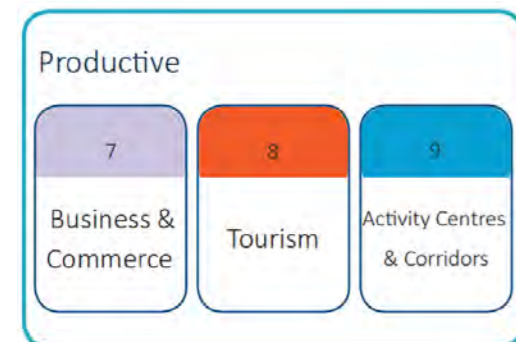 Productive
7
8
9
Business &
Commerce
Tourism
Activity Centres
& Corridors